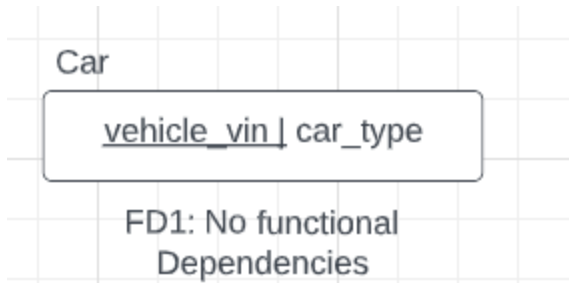 Car
vehicle_vin | car_type
FD1: No functional
Dependencies